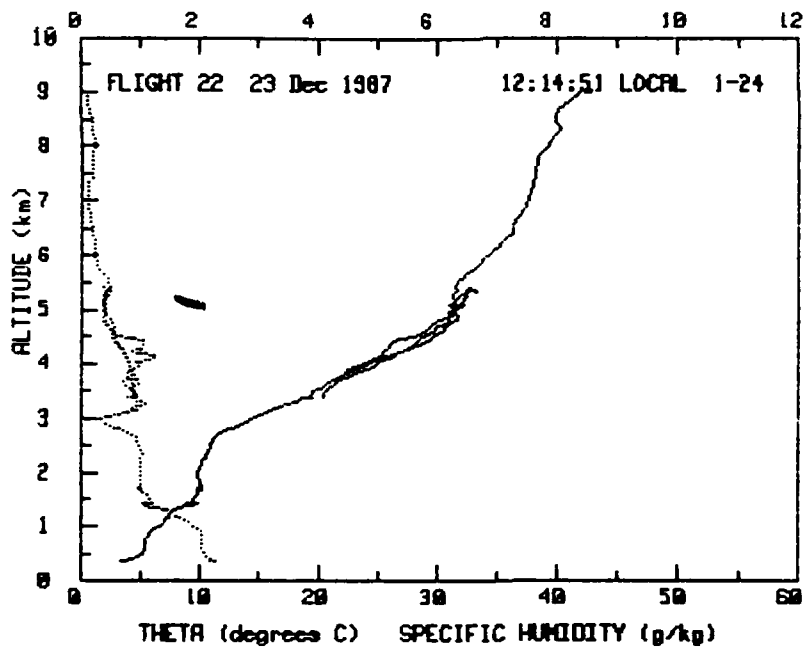 0 2 4 6 8 10 12
10
FLIGHT 22 23 Dec 1987 12:14:51 LOCAL 1-24
9
8
7
6
5
4
3
2
1
0
ALTITUDE (km)
0 10 20 30 40 50 60
THETA (degrees C) SPECIFIC HUMIDITY (g/kg)